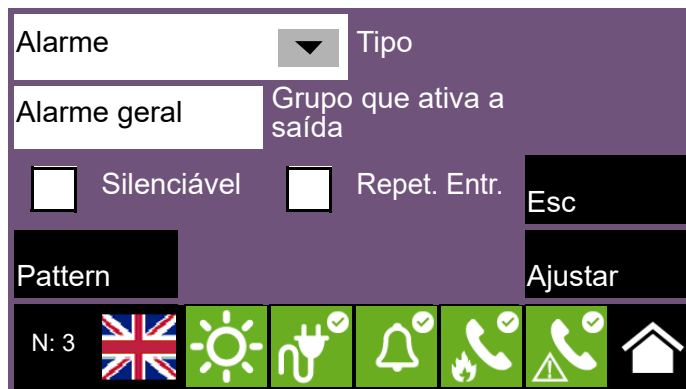 Alarme
Tipo
Alarme geral
Grupo que ativa a
saída
Silenciável
Repet. Entr.
Esc
Pattern
Ajustar
N: 3